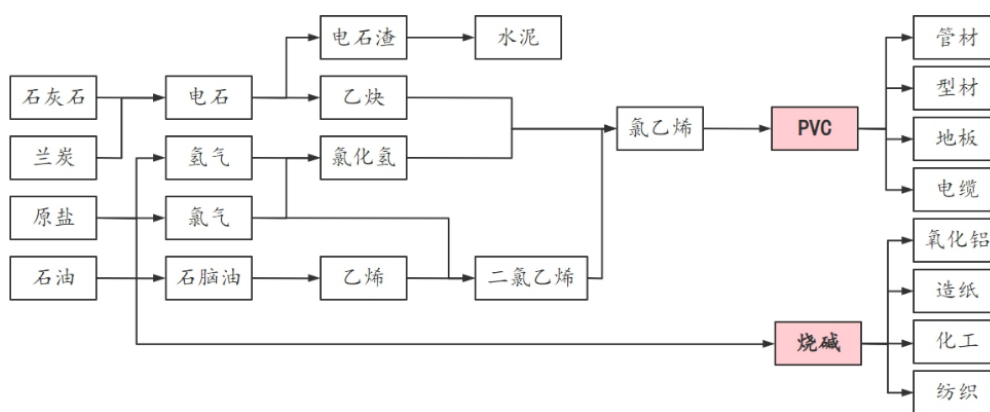 电石渣
水泥
管材
石灰石
电石
乙炔
型材
氯乙烯
PVC
兰炭
氢气
氯化氢
地板
原盐
氯气
电缆
石油
石脑油
乙烯
二氯乙烯
氧化铝
造纸
烧碱
化工
纺织